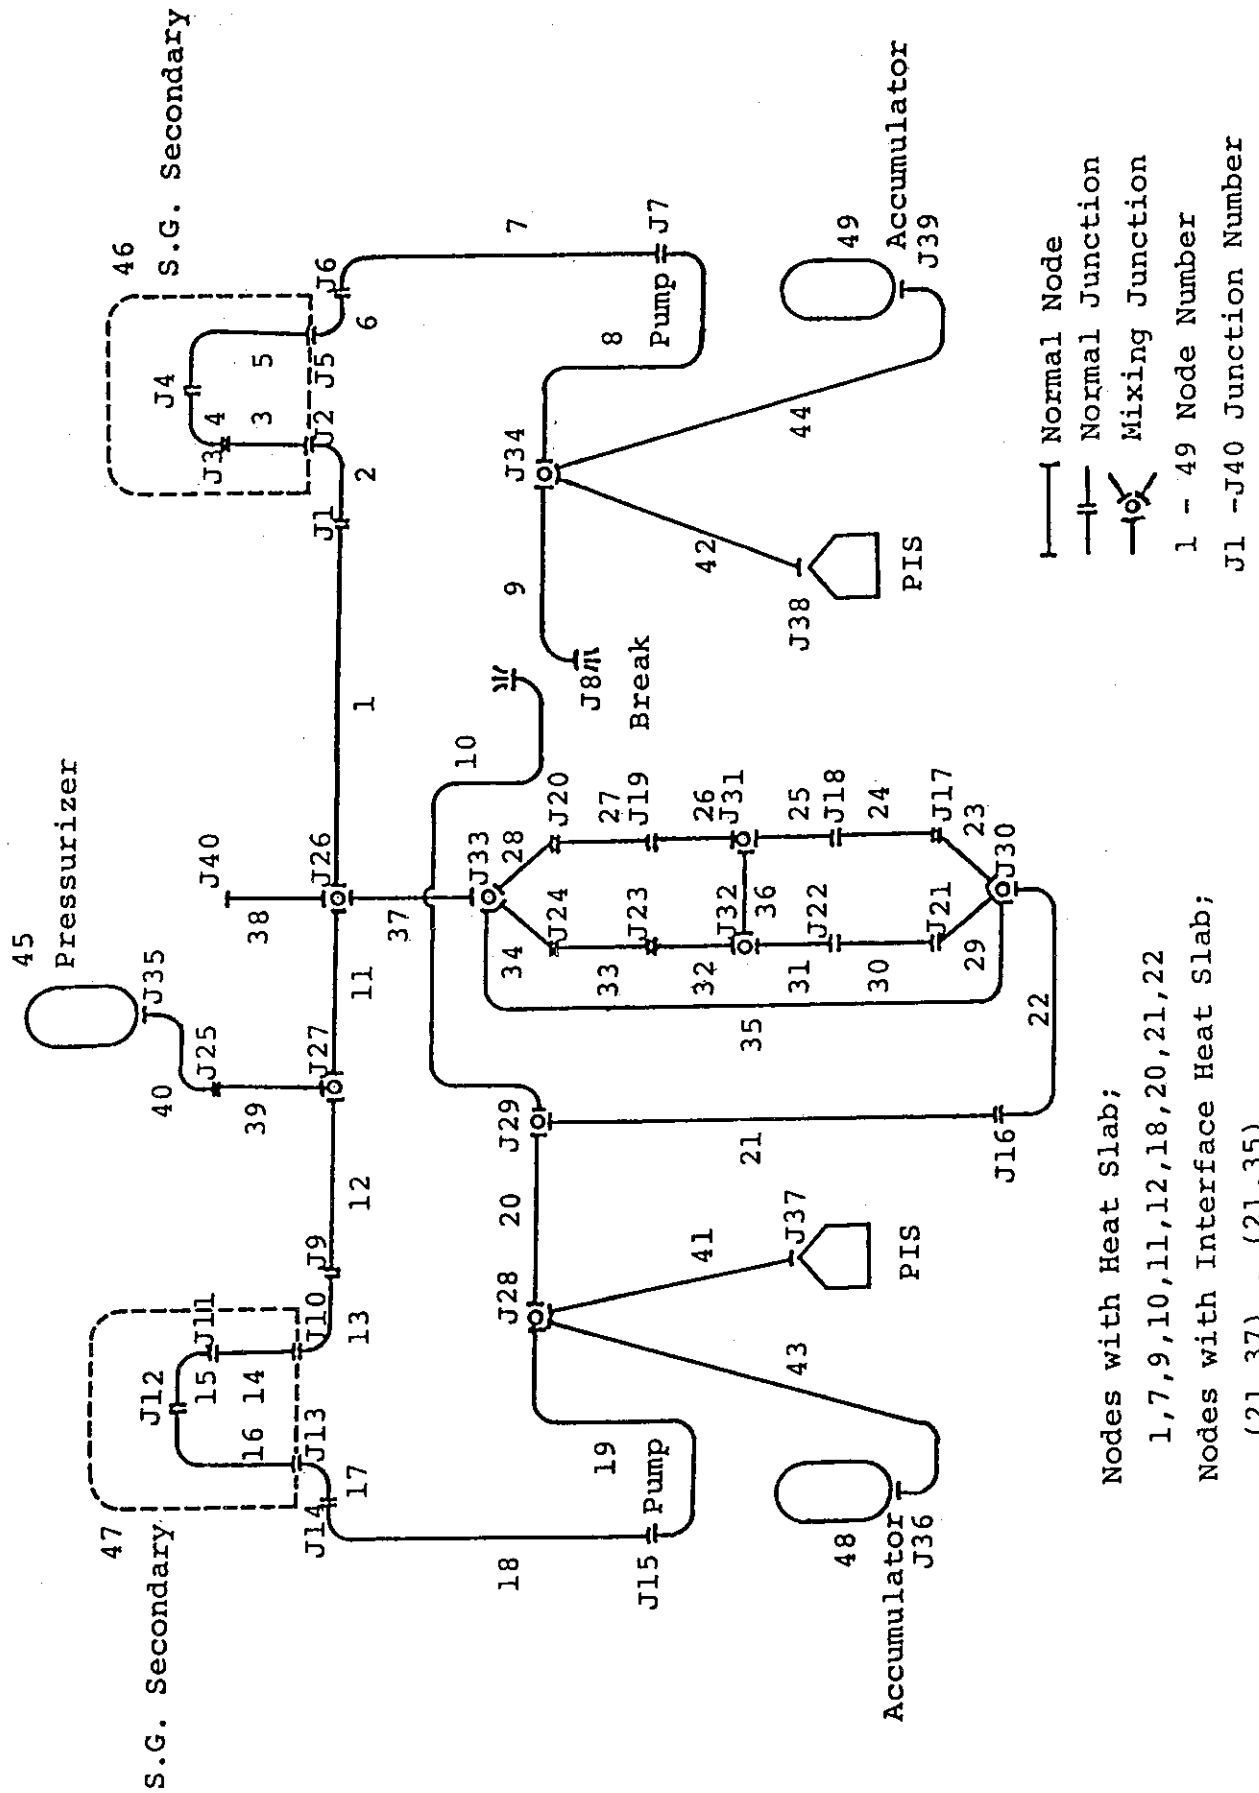 45
Pressurizer
46
S.G. Secondary
47
S.G. Secondary
J35
J40
J25
40
39
38
J27
J26
11
12
1
37
J9
J10
13
J11
J12
15
14
16
J13
17
J14
18
J15
19
Pump
J28
20
J29
10
J1
2
J2
3
J3
4
J4
5
J5
6
J6
7
J7
8
Pump
J34
9
J8
Break
42
44
J38
PIS
49
Accumulator
J39
43
41
J37
PIS
48
Accumulator
J36
21
J16
22
35
J33
34
28
J24
J20
33
27
J23
J19
32
26
J32
J31
36
31
25
J22
J18
30
24
J21
J17
29
23
J30
Normal Node
Normal Junction
Mixing Junction
1 - 49 Node Number
J1 -J40 Junction Number
Nodes with Heat Slab;
1,7,9,10,11,12,18,20,21,22
Nodes with Interface Heat Slab;
(21,37) , (21,35)